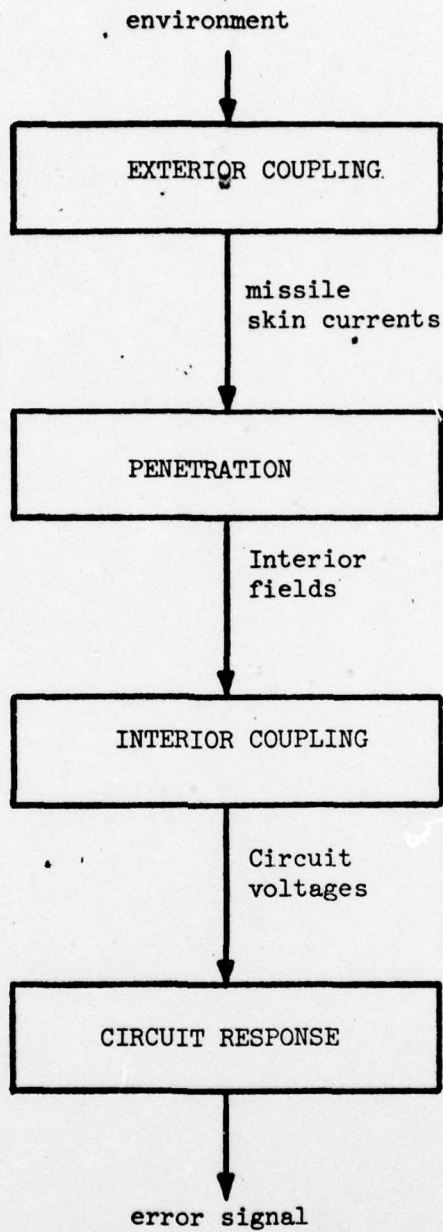 environment
EXTERIOR COUPLING
missile
skin currents
PENETRATION
Interior
fields
INTERIOR COUPLING
Circuit
voltages
CIRCUIT RESPONSE
error signal